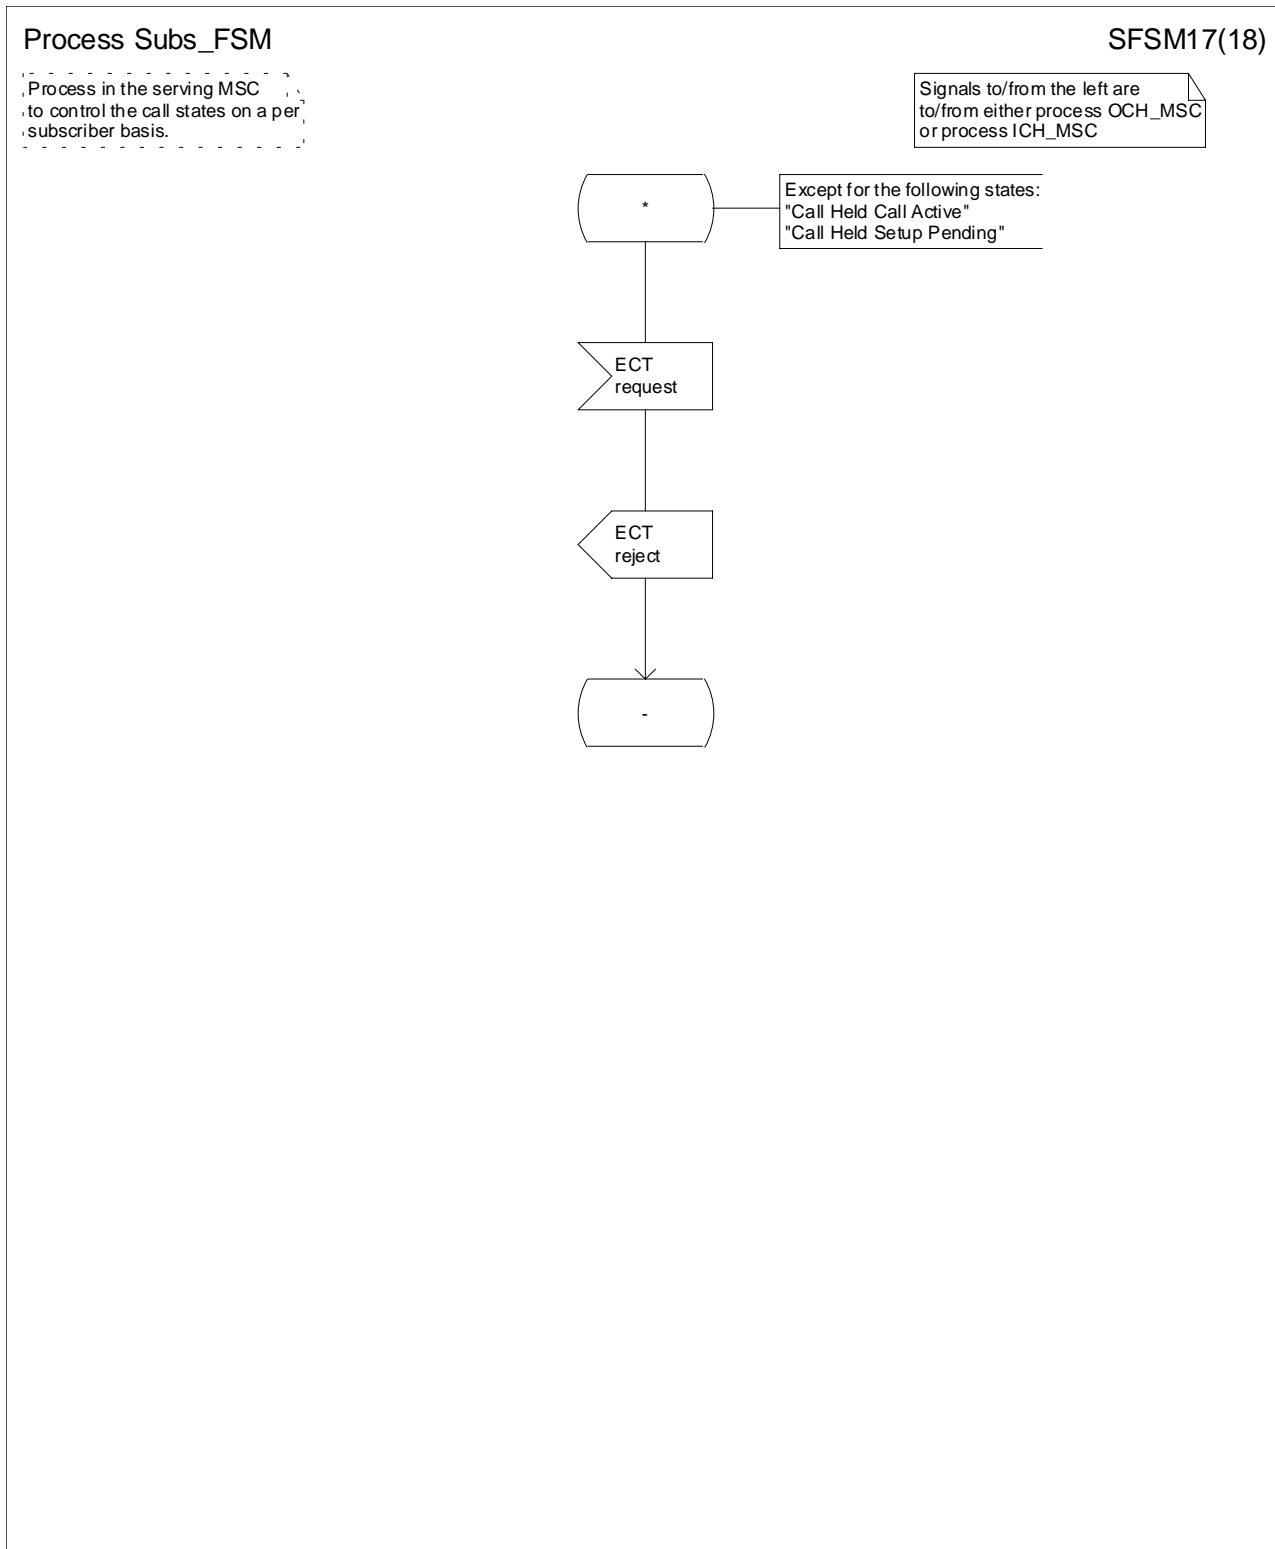 Process Subs_FSM
SFSM17(18)
Process in the serving MSC
to control the call states on a per
subscriber basis.
Signals to/from the left are
to/from either process OCH_MSC
or process ICH_MSC
*
Except for the following states:
"Call Held Call Active"
"Call Held Setup Pending"
ECT
request
ECT
reject
-